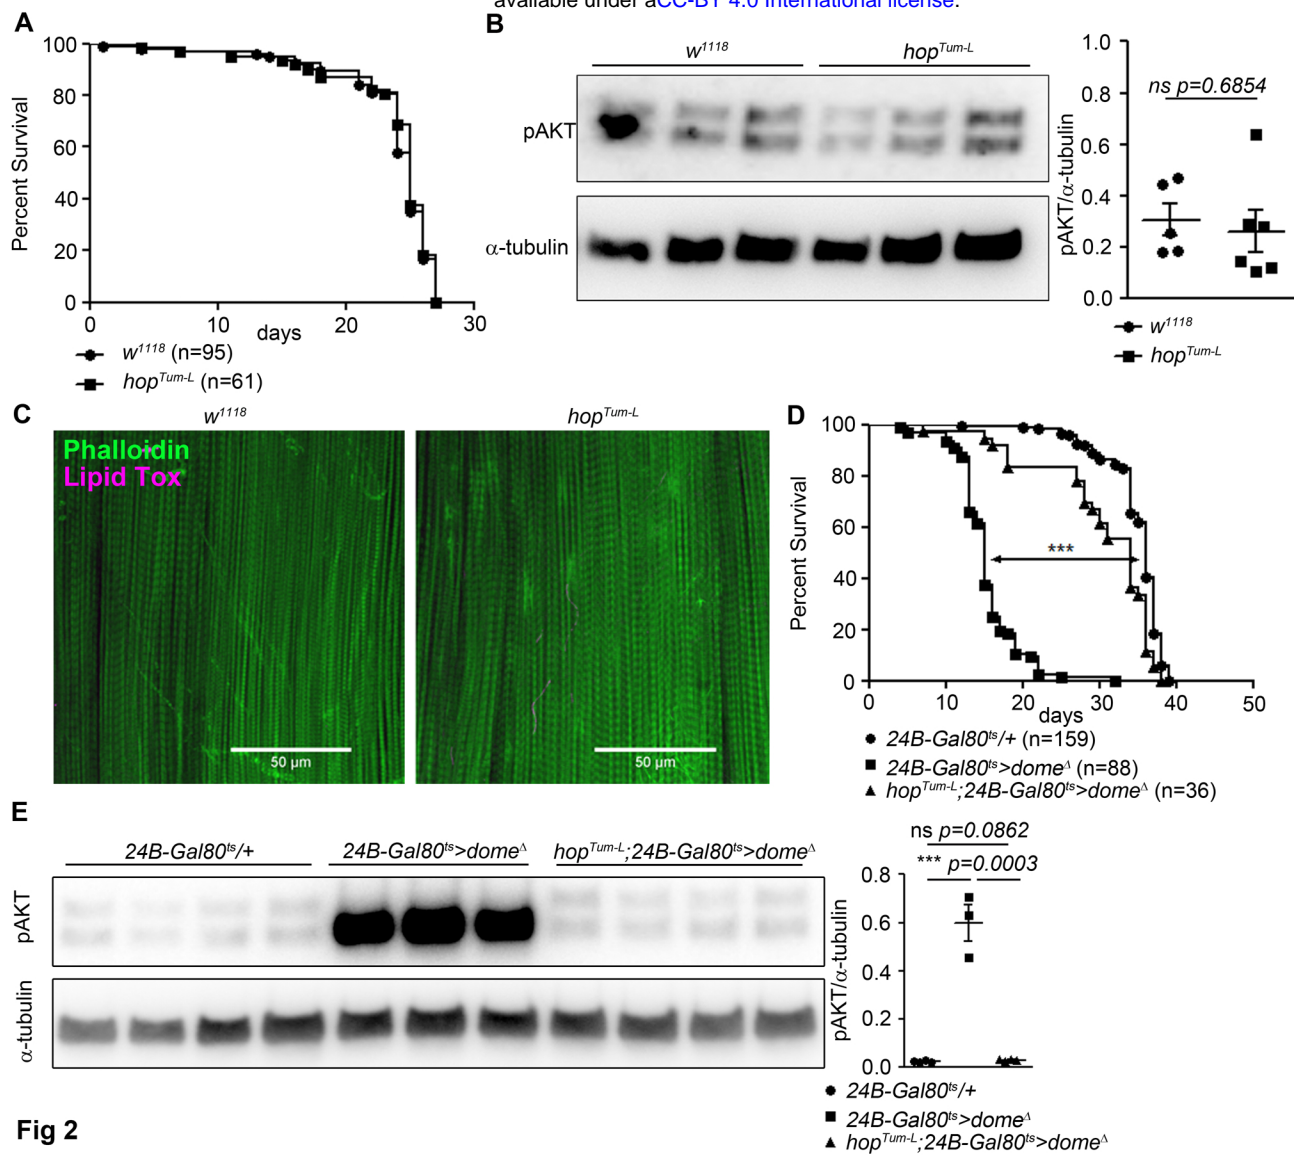 available under aCC-BY 4.0 International license.
A
100
80
60
40
20
0
Percent Survival
0 10 20 30
days
w1118 (n=95)
hopTum-L (n=61)
B
w1118 hopTum-L
pAKT
α-tubulin
1.0
0.8
0.6
0.4
0.2
0.0
pAKT/α-tubulin
ns p=0.6854
w1118
hopTum-L
C
w1118 hopTum-L
Phalloidin
Lipid Tox
50 µm 50 µm
D
100
80
60
40
20
0
Percent Survival
***
0 10 20 30 40 50
days
24B-Gal80ts/+ (n=159)
24B-Gal80ts>domeΔ (n=88)
hopTum-L;24B-Gal80ts>domeΔ (n=36)
E
24B-Gal80ts/+ 24B-Gal80ts>domeΔ hopTum-L;24B-Gal80ts>domeΔ
pAKT
α-tubulin
ns p=0.0862
*** p=0.0003
0.8
0.6
0.4
0.2
0.0
pAKT/α-tubulin
24B-Gal80ts/+
24B-Gal80ts>domeΔ
hopTum-L;24B-Gal80ts>domeΔ
Fig 2